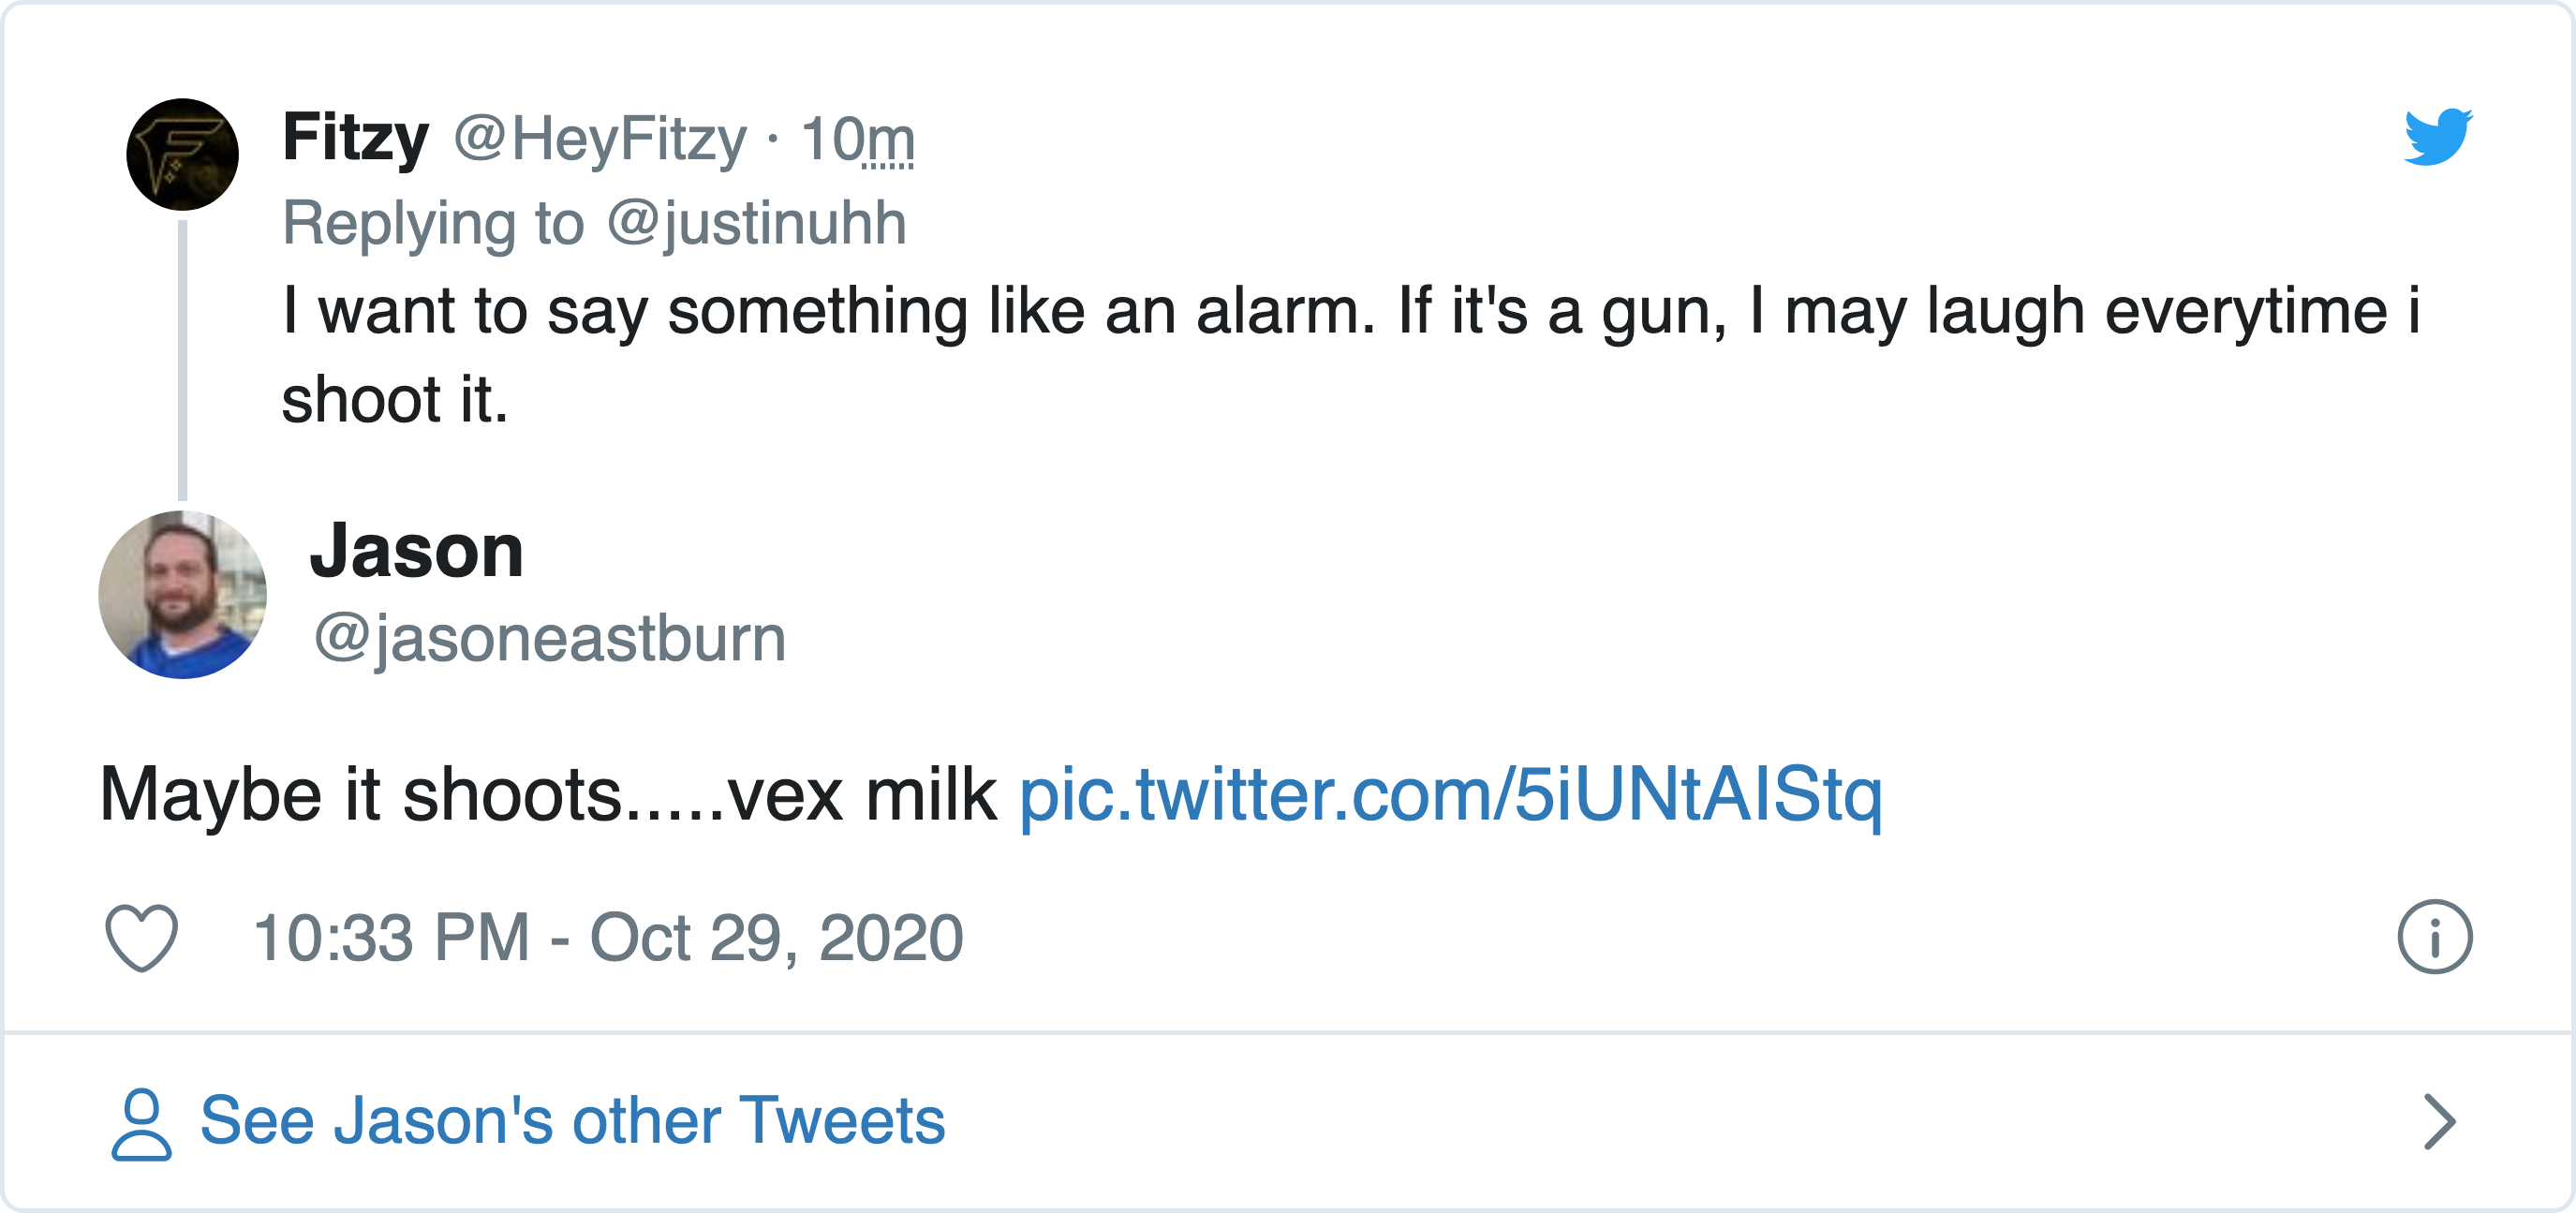 Fitzy @HeyFitzy · 10m
Replying to @justinuhh
I want to say something like an alarm. If it's a gun, I may laugh everytime i
shoot it.
Jason
@jasoneastburn
Maybe it shoots.....vex milk pic.twitter.com/5iUNtAIStq
10:33 PM - Oct 29, 2020
See Jason's other Tweets